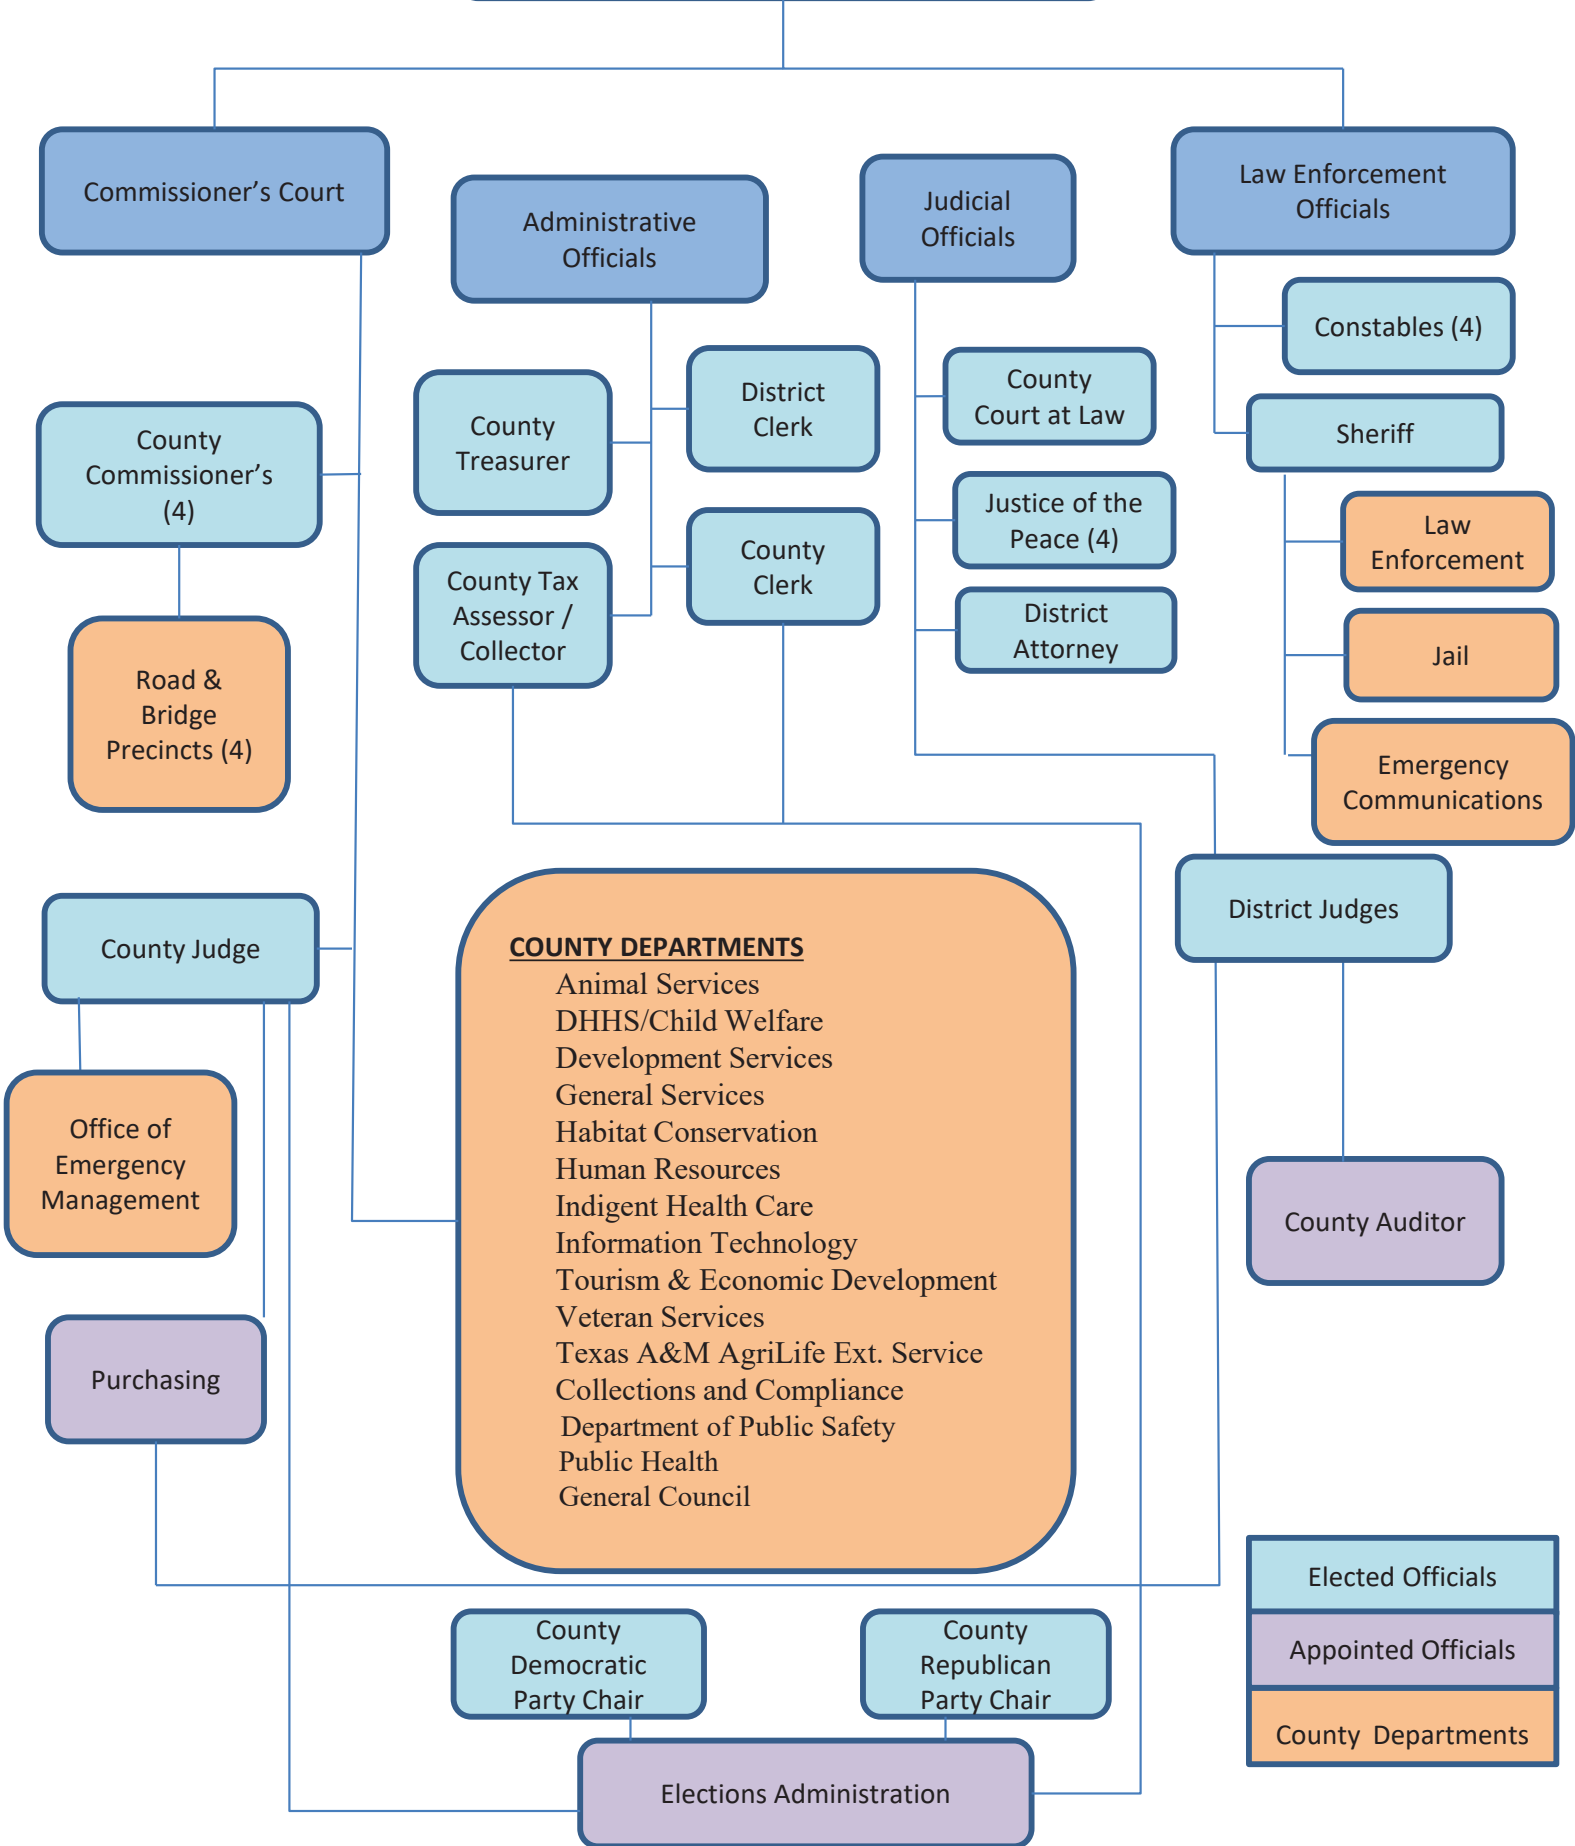 Commissioner’s Court
Administrative
Officials
Judicial
Officials
Law Enforcement
Officials
Constables (4)
County
Court at Law
District
Clerk
County
Treasurer
County
Commissioner’s
(4)
Sheriff
Justice of the
Peace (4)
Law
Enforcement
County
Clerk
County Tax
Assessor /
Collector
District
Attorney
Jail
Road &
Bridge
Precincts (4)
Emergency
Communications
District Judges
County Judge
COUNTY DEPARTMENTS
Animal Services
DHHS/Child Welfare
Development Services
General Services
Habitat Conservation
Human Resources
Indigent Health Care
Information Technology
Tourism & Economic Development
Veteran Services
Texas A&M AgriLife Ext. Service
Collections and Compliance
Department of Public Safety
Public Health
General Council
Office of
Emergency
Management
County Auditor
Purchasing
Elected Officials
Appointed Officials
County  Departments
County
Democratic
Party Chair
County
Republican
Party Chair
Elections Administration